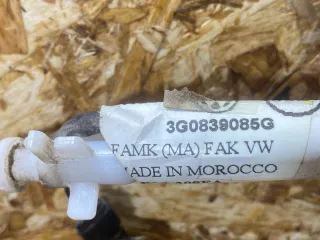 3G0839085G
FAMK (MA) FAK VW
MADE IN MOROCCO